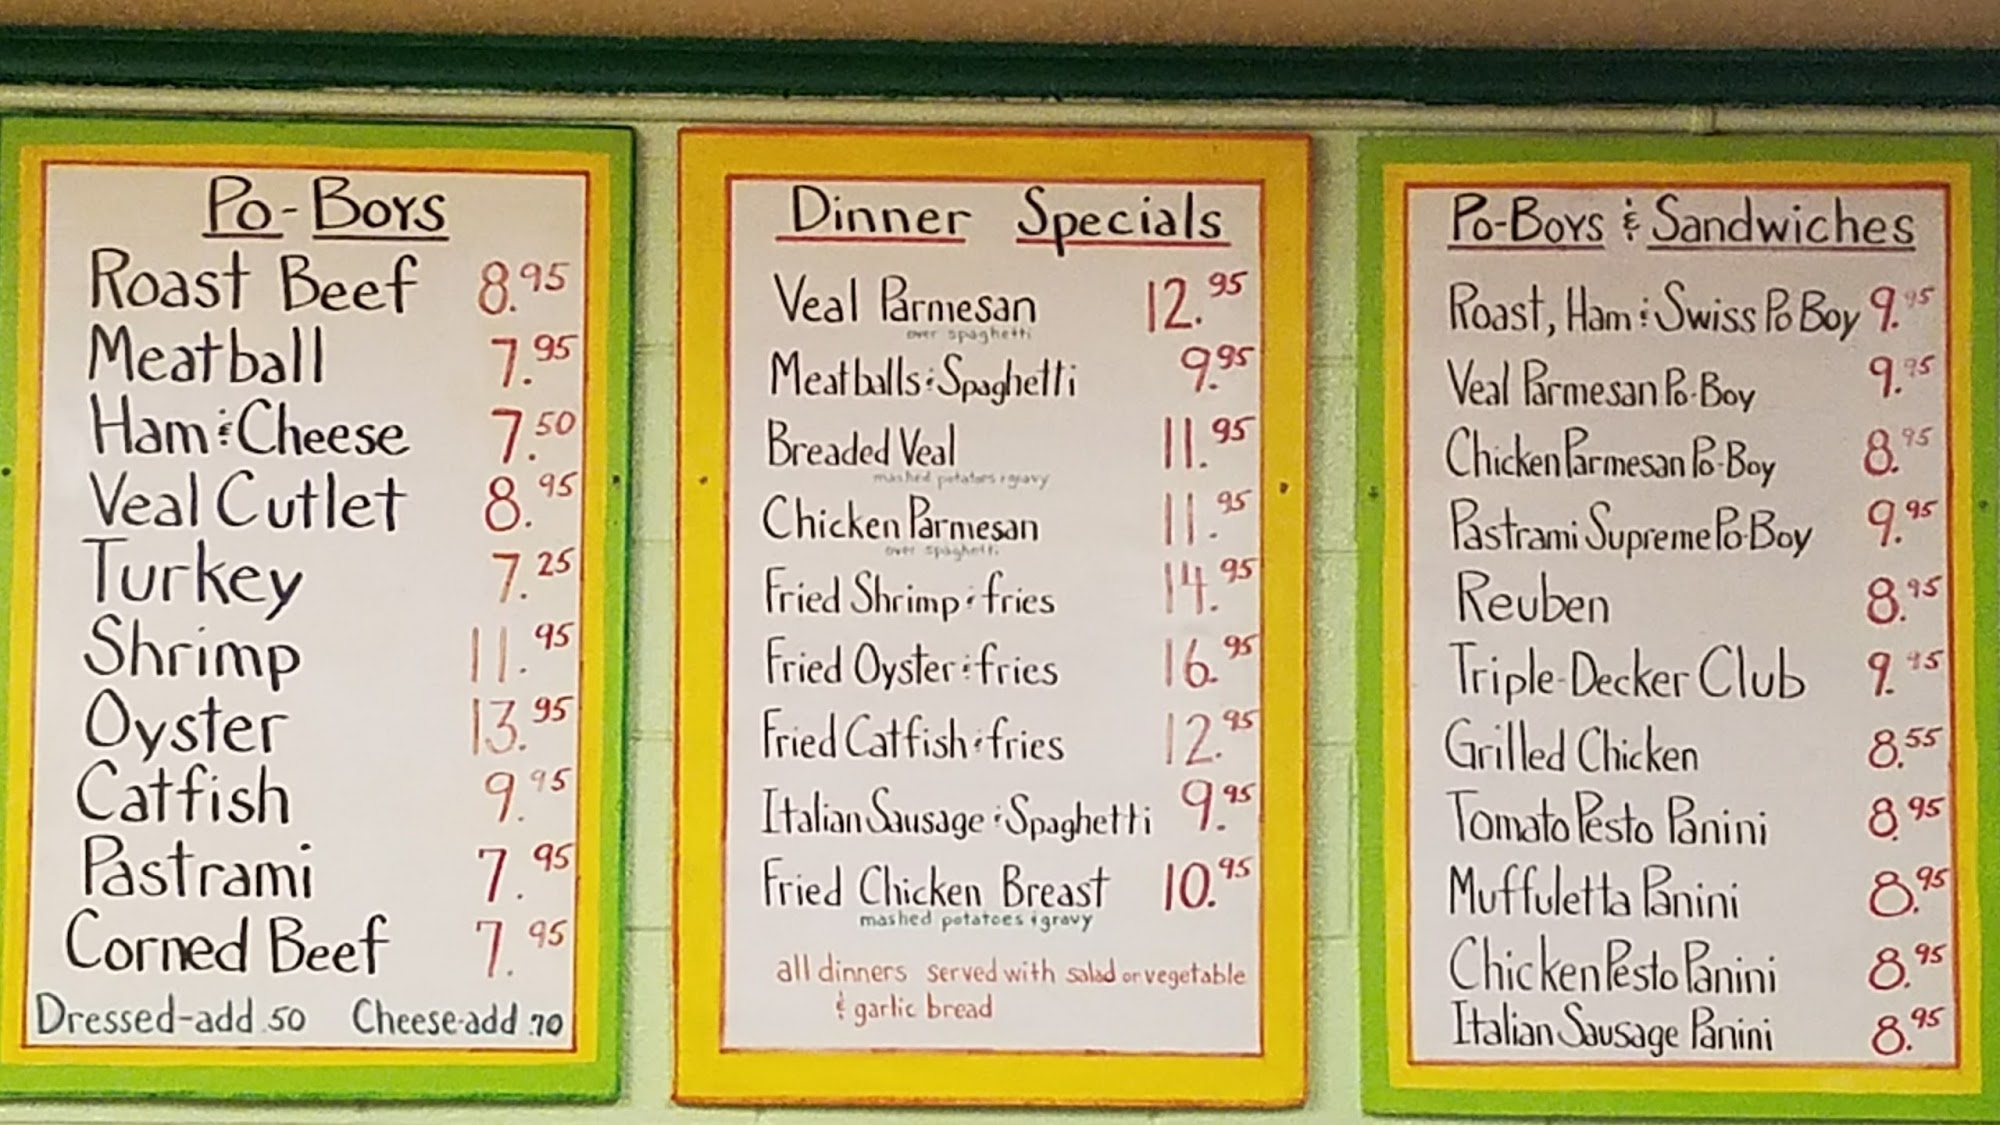 Po-Boys
Roast Beef 8.95
Meatball 7.95
Ham & Cheese 7.50
Veal Cutlet 8.95
Turkey 7.25
Shrimp 11.95
Oyster 13.95
Catfish 9.95
Pastrami 7.95
Corned Beef 7.95
Dressed-add .50 Cheese-add .70
Dinner Specials
Veal Parmesan 12.95
over spaghetti
Meatballs & Spaghetti 9.95
Breaded Veal 11.95
mashed potatoes & gravy
Chicken Parmesan 11.95
over spaghetti
Fried Shrimp & fries 14.95
Fried Oyster & fries 16.95
Fried Catfish & fries 12.95
Italian Sausage & Spaghetti 9.95
Fried Chicken Breast 10.95
mashed potatoes & gravy
all dinners served with salad or vegetable
& garlic bread
Po-Boys & Sandwiches
Roast, Ham & Swiss Po Boy 9.95
Veal Parmesan Po-Boy 9.95
Chicken Parmesan Po-Boy 8.95
Pastrami Supreme Po-Boy 9.95
Reuben 8.95
Triple-Decker Club 9.95
Grilled Chicken 8.55
Tomato Pesto Panini 8.95
Muffuletta Panini 8.95
Chicken Pesto Panini 8.95
Italian Sausage Panini 8.95